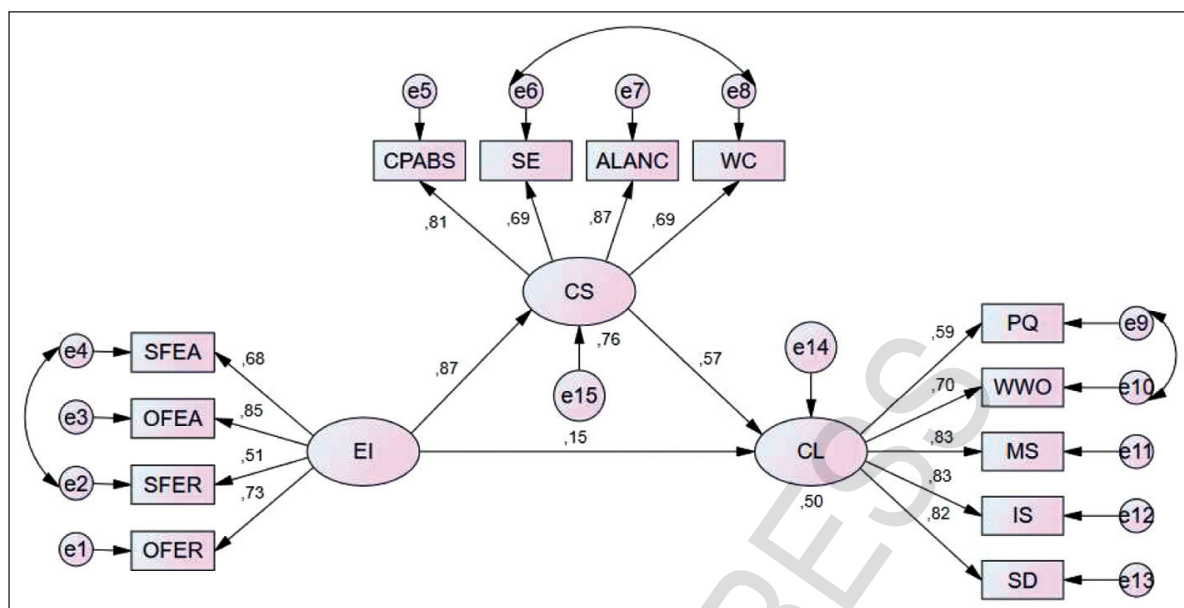 e5 e6 e7 e8
CPABS SE ALANC WC
,81 ,69 ,87 ,69
CS
,76
e15
,87
,57
,15
e4 SFEA ,68
e3 OFEA ,85
e2 SFER ,51
e1 OFER ,73
EI
e14
CL
,50
,59 PQ e9
,70 WWO e10
,83 MS e11
,83 IS e12
,82 SD e13